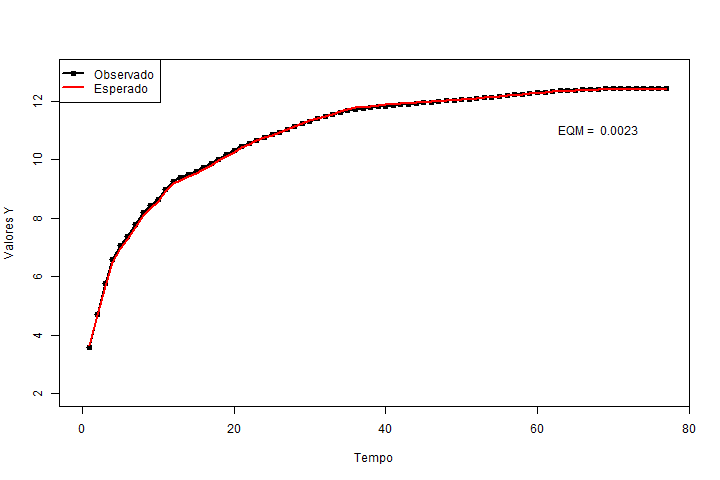 Observado
Esperado
EQM = 0.0023
Valores Y
2
4
6
8
10
12
0
20
40
60
80
Tempo